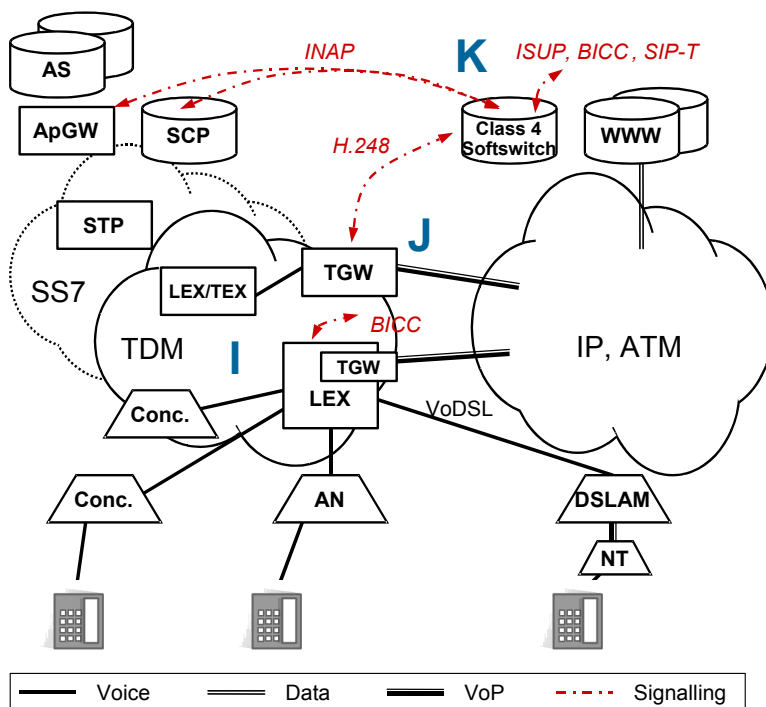 AS
INAP
K
ISUP, BICC, SIP-T
ApGW
SCP
Class 4
Softswitch
WWW
H.248
STP
J
SS7
LEX/TEX
TGW
BICC
TDM
I
IP, ATM
TGW
LEX
VoDSL
Conc.
Conc.
AN
DSLAM
NT
Voice
Data
VoP
Signalling